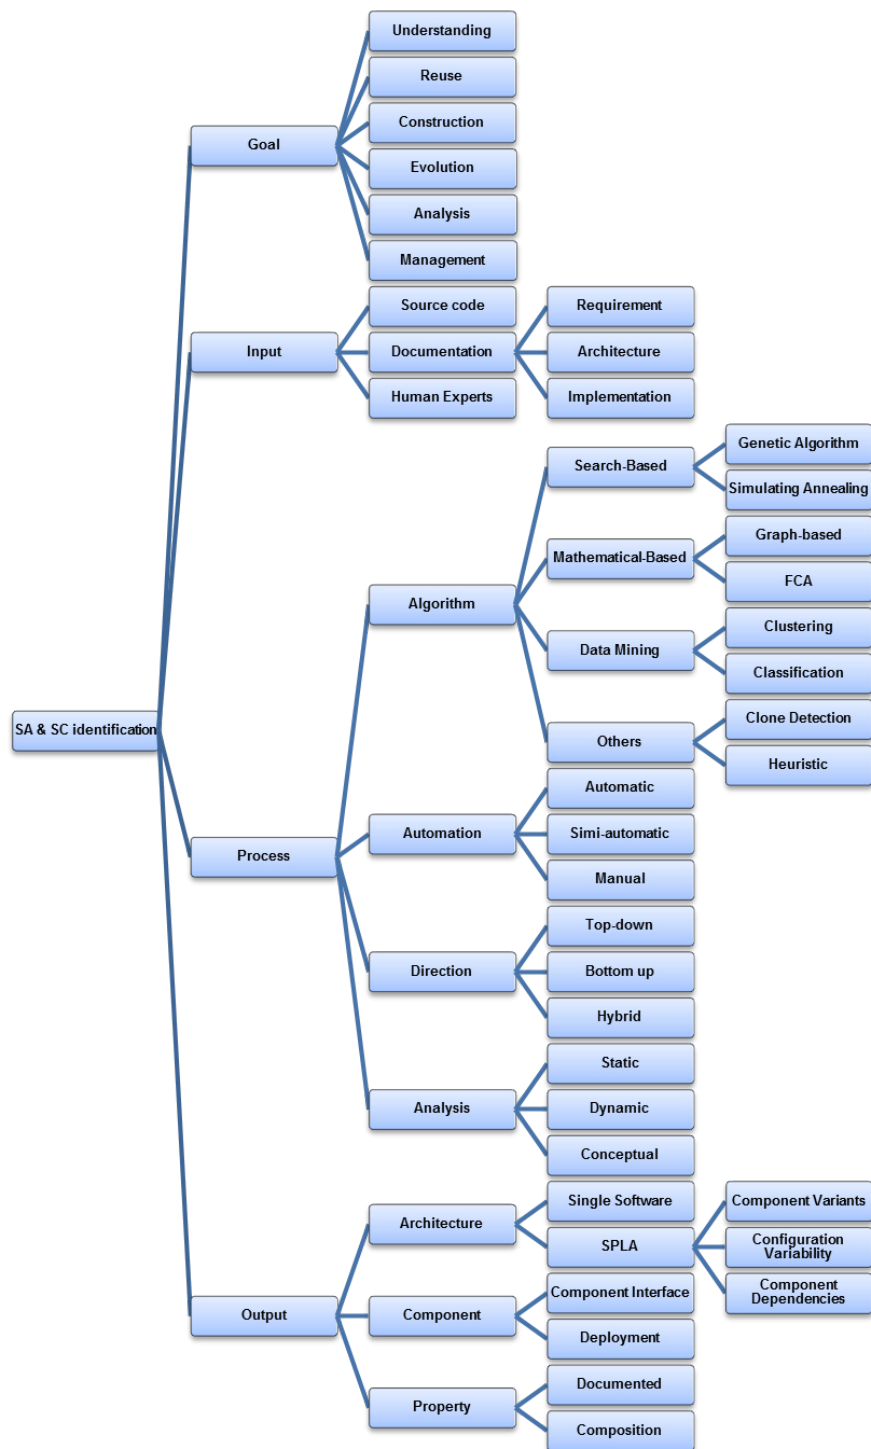 Understanding
Reuse
Construction
Goal
Evolution
Analysis
Management
Source code
Requirement
Input
Documentation
Architecture
Human Experts
Implementation
Genetic Algorithm
Search-Based
Simulating Annealing
Graph-based
Mathematical-Based
FCA
Algorithm
Clustering
Data Mining
Classification
SA & SC identification
Clone Detection
Others
Heuristic
Automatic
Automation
Simi-automatic
Process
Manual
Top-down
Direction
Bottom up
Hybrid
Static
Analysis
Dynamic
Conceptual
Single Software
Component Variants
Architecture
SPLA
Configuration
Variability
Component Interface
Component
Dependencies
Output
Component
Deployment
Documented
Property
Composition